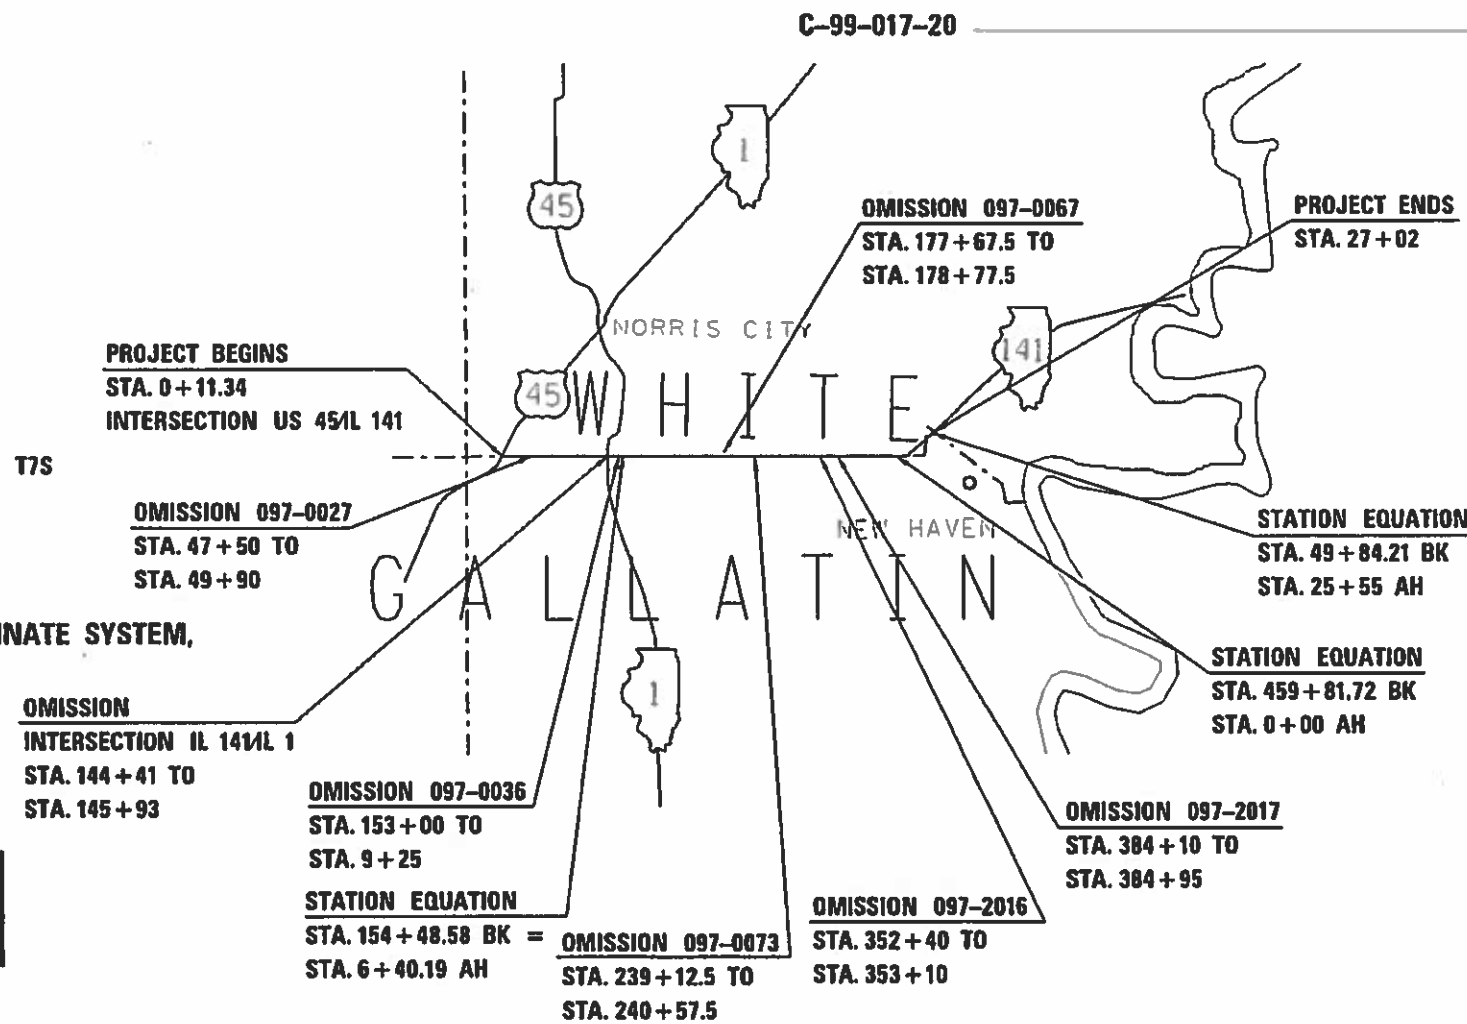 C-99-017-20
1
45
OMISSION 097-0067
STA. 177+67.5 TO
STA. 178+77.5
PROJECT ENDS
STA. 27+02
NORRIS CITY
141
PROJECT BEGINS
STA. 0+11.34
INTERSECTION US 45/IL 141
45
WHITE
T7S
OMISSION 097-0027
STA. 47+50 TO
STA. 49+90
NEW HAVEN
STATION EQUATION
STA. 49+84.21 BK
STA. 25+55 AH
GALLATIN
INATE SYSTEM,
STATION EQUATION
STA. 459+81.72 BK
STA. 0+00 AH
1
OMISSION
INTERSECTION IL 141/IL 1
STA. 144+41 TO
STA. 145+93
OMISSION 097-0036
STA. 153+00 TO
STA. 9+25
OMISSION 097-2017
STA. 384+10 TO
STA. 384+95
STATION EQUATION
STA. 154+48.58 BK =
STA. 6+40.19 AH
OMISSION 097-0073
STA. 239+12.5 TO
STA. 240+57.5
OMISSION 097-2016
STA. 352+40 TO
STA. 353+10